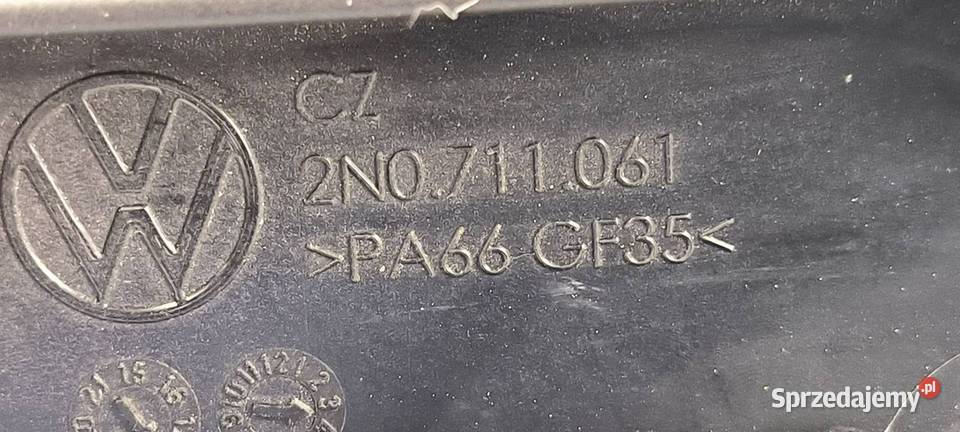 CZ
2N0.711.061
>PA66 GF35<
Sprzedajemy.pl